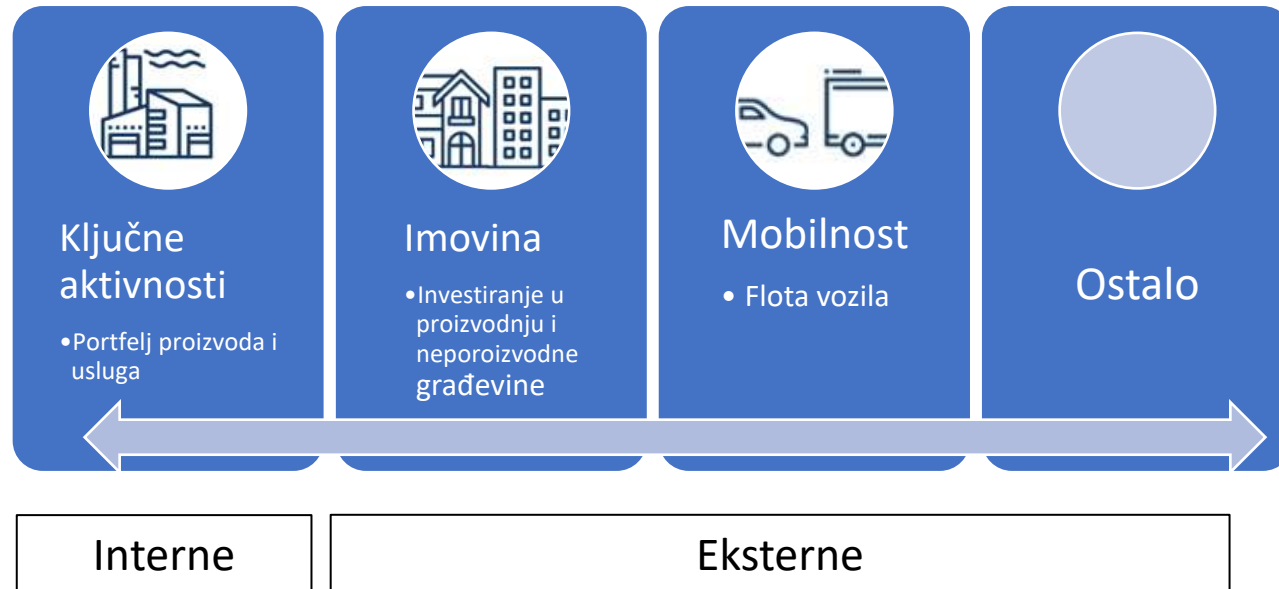 Ključne
aktivnosti
•Portfelj proizvoda i
usluga
Imovina
•Investiranje u
proizvodnju i
neporoizvodne
građevine
Mobilnost
• Flota vozila
Ostalo
Interne
Eksterne